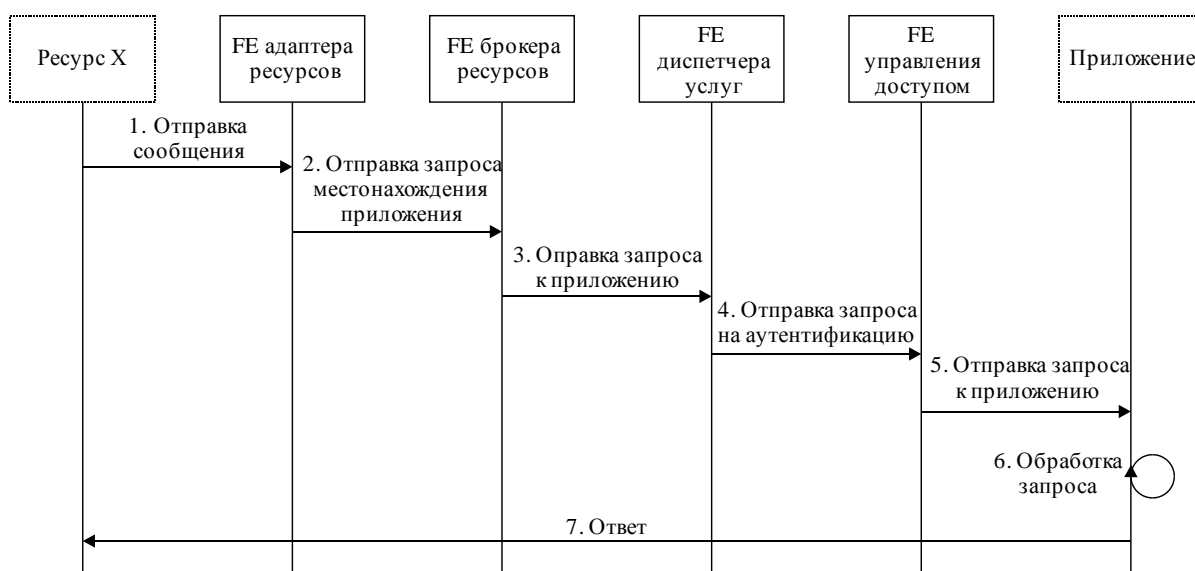 Ресурс X
FE адаптера
ресурсов
FE брокера
ресурсов
FE
диспетчера
услуг
FE
управления
доступом
Приложение
1. Отправка
сообщения
2. Отправка запроса
местонахождения
приложения
3. Оправка запроса
к приложению
4. Отправка запроса
на аутентификацию
5. Отправка запроса
к приложению
6. Обработка
запроса
7. Ответ